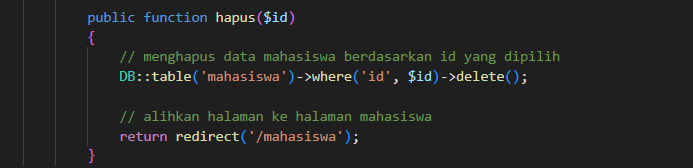 public function hapus($id)
{
// menghapus data mahasiswa berdasarkan id yang dipilih
DB::table('mahasiswa')->where('id', $id)->delete();
// alihkan halaman ke halaman mahasiswa
return redirect('/mahasiswa');
}